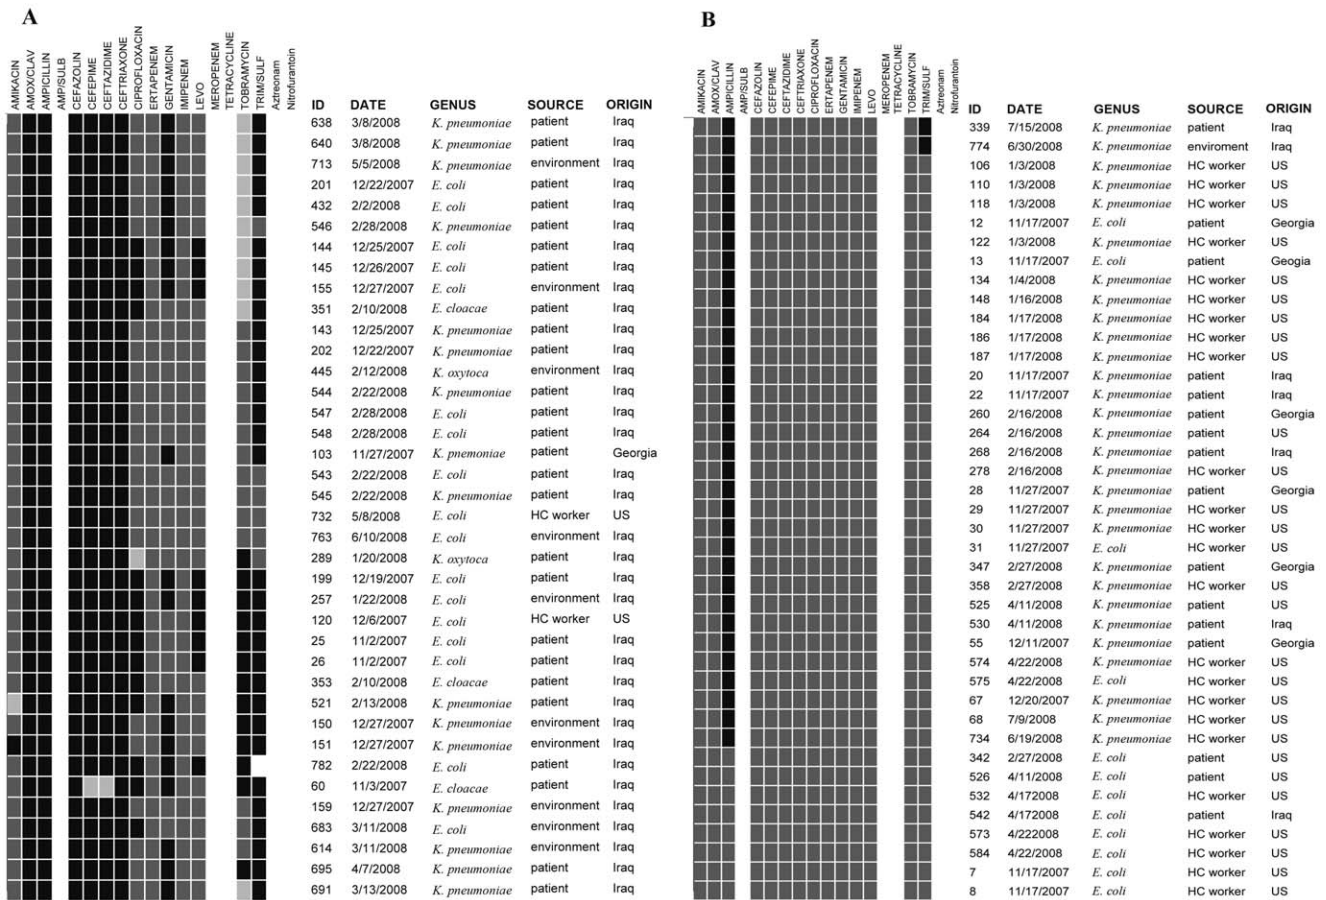 A
AMIKACIN
AMOX/CLAV
AMPICILLIN
AMP/SULB
CEFAZOLIN
CEFEPIME
CEFTAZIDIME
CEFTRIAXONE
CIPROFLOXACIN
ERTAPENEM
GENTAMICIN
IMIPENEM
LEVO
MEROPENEM
TETRACYCLINE
TOBRAMYCIN
TRIM/SULF
Aztreonam
Nitrofurantoin
ID DATE GENUS SOURCE ORIGIN
638 3/8/2008 K. pneumoniae patient Iraq
640 3/8/2008 K. pneumoniae patient Iraq
713 5/5/2008 K. pneumoniae environment Iraq
201 12/22/2007 E. coli patient Iraq
432 2/2/2008 E. coli patient Iraq
546 2/28/2008 K. pneumoniae patient Iraq
144 12/25/2007 E. coli patient Iraq
145 12/26/2007 E. coli patient Iraq
155 12/27/2007 E. coli environment Iraq
351 2/10/2008 E. cloacae patient Iraq
143 12/25/2007 K. pneumoniae patient Iraq
202 12/22/2007 K. pneumoniae patient Iraq
445 2/12/2008 K. oxytoca environment Iraq
544 2/22/2008 K. pneumoniae patient Iraq
547 2/28/2008 E. coli patient Iraq
548 2/28/2008 E. coli patient Iraq
103 11/27/2007 K. pnemoniae patient Georgia
543 2/22/2008 E. coli patient Iraq
545 2/22/2008 K. pneumoniae patient Iraq
732 5/8/2008 E. coli HC worker US
763 6/10/2008 E. coli environment Iraq
289 1/20/2008 K. oxytoca patient Iraq
199 12/19/2007 E. coli patient Iraq
257 1/22/2008 E. coli environment Iraq
120 12/6/2007 E. coli HC worker US
25 11/2/2007 E. coli patient Iraq
26 11/2/2007 E. coli patient Iraq
353 2/10/2008 E. cloacae patient Iraq
521 2/13/2008 K. pneumoniae patient Iraq
150 12/27/2007 K. pneumoniae environment Iraq
151 12/27/2007 K. pneumoniae environment Iraq
782 2/22/2008 E. coli patient Iraq
60 11/3/2007 E. cloacae patient Iraq
159 12/27/2007 K. pneumoniae environment Iraq
683 3/11/2008 E. coli environment Iraq
614 3/11/2008 K. pneumoniae environment Iraq
695 4/7/2008 K. pneumoniae patient Iraq
691 3/13/2008 K. pneumoniae patient Iraq
B
AMIKACIN
AMOX/CLAV
AMPICILLIN
AMP/SULB
CEFAZOLIN
CEFEPIME
CEFTAZIDIME
CEFTRIAXONE
CIPROFLOXACIN
ERTAPENEM
GENTAMICIN
IMIPENEM
LEVO
MEROPENEM
TETRACYCLINE
TOBRAMYCIN
TRIM/SULF
Aztreonam
Nitrofurantoin
ID DATE GENUS SOURCE ORIGIN
339 7/15/2008 K. pneumoniae patient Iraq
774 6/30/2008 K. pneumoniae enviroment Iraq
106 1/3/2008 K. pneumoniae HC worker US
110 1/3/2008 K. pneumoniae HC worker US
118 1/3/2008 K. pneumoniae HC worker US
12 11/17/2007 E. coli patient Georgia
122 1/3/2008 K. pneumoniae HC worker US
13 11/17/2007 E. coli patient Geogia
134 1/4/2008 K. pneumoniae HC worker US
148 1/16/2008 K. pneumoniae HC worker US
184 1/17/2008 K. pneumoniae HC worker US
186 1/17/2008 K. pneumoniae HC worker US
187 1/17/2008 K. pneumoniae HC worker US
20 11/17/2007 K. pneumoniae patient Iraq
22 11/17/2007 K. pneumoniae patient Iraq
260 2/16/2008 K. pneumoniae patient Georgia
264 2/16/2008 K. pneumoniae patient US
268 2/16/2008 K. pneumoniae patient Iraq
278 2/16/2008 K. pneumoniae HC worker US
28 11/27/2007 K. pneumoniae patient Georgia
29 11/27/2007 K. pneumoniae HC worker US
30 11/27/2007 K. pneumoniae HC worker US
31 11/27/2007 E. coli HC worker US
347 2/27/2008 K. pneumoniae patient Georgia
358 2/27/2008 K. pneumoniae HC worker US
525 4/11/2008 K. pneumoniae patient US
530 4/11/2008 K. pneumoniae patient Iraq
55 12/11/2007 K. pneumoniae patient Georgia
574 4/22/2008 K. pneumoniae HC worker US
575 4/22/2008 E. coli HC worker US
67 12/20/2007 K. pneumoniae HC worker US
68 7/9/2008 K. pneumoniae HC worker US
734 6/19/2008 K. pneumoniae HC worker US
342 2/27/2008 E. coli patient US
526 4/11/2008 E. coli patient US
532 4/172008 E. coli HC worker US
542 4/172008 E. coli patient Iraq
573 4/222008 E. coli HC worker US
584 4/22/2008 E. coli HC worker US
7 11/17/2007 E. coli HC worker US
8 11/17/2007 E. coli HC worker US